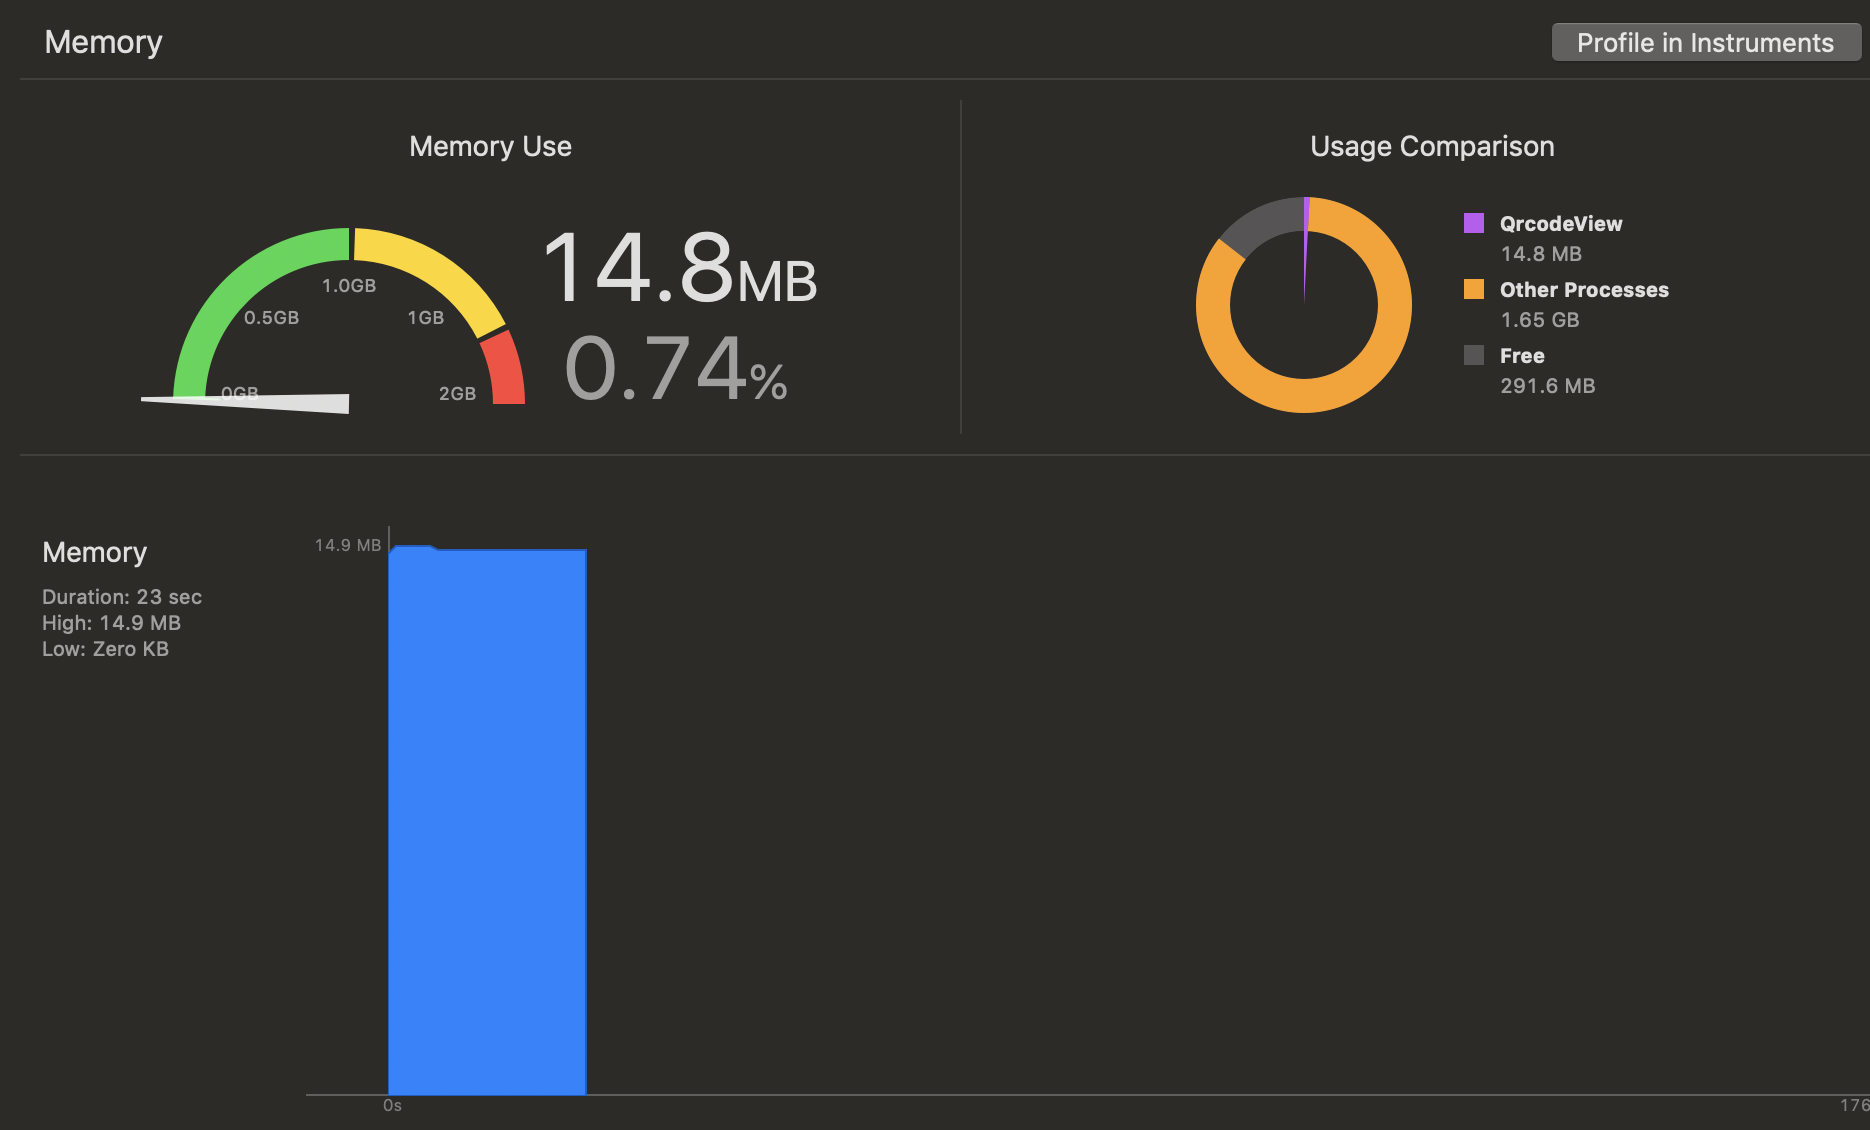 Memory
Profile in Instruments
Memory Use
Usage Comparison
1.0GB
0.5GB
1GB
0GB
2GB
14.8MB
0.74%
QrcodeView
14.8 MB
Other Processes
1.65 GB
Free
291.6 MB
Memory
Duration: 23 sec
High: 14.9 MB
Low: Zero KB
14.9 MB
0s
176